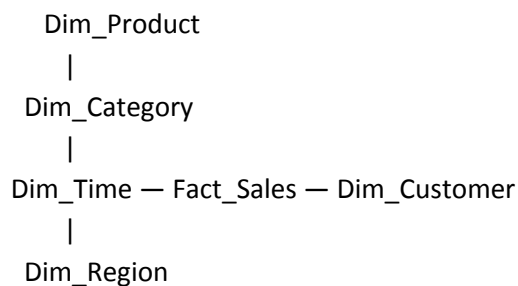 Dim_Product
|
Dim_Category
|
Dim_Time — Fact_Sales — Dim_Customer
|
Dim_Region